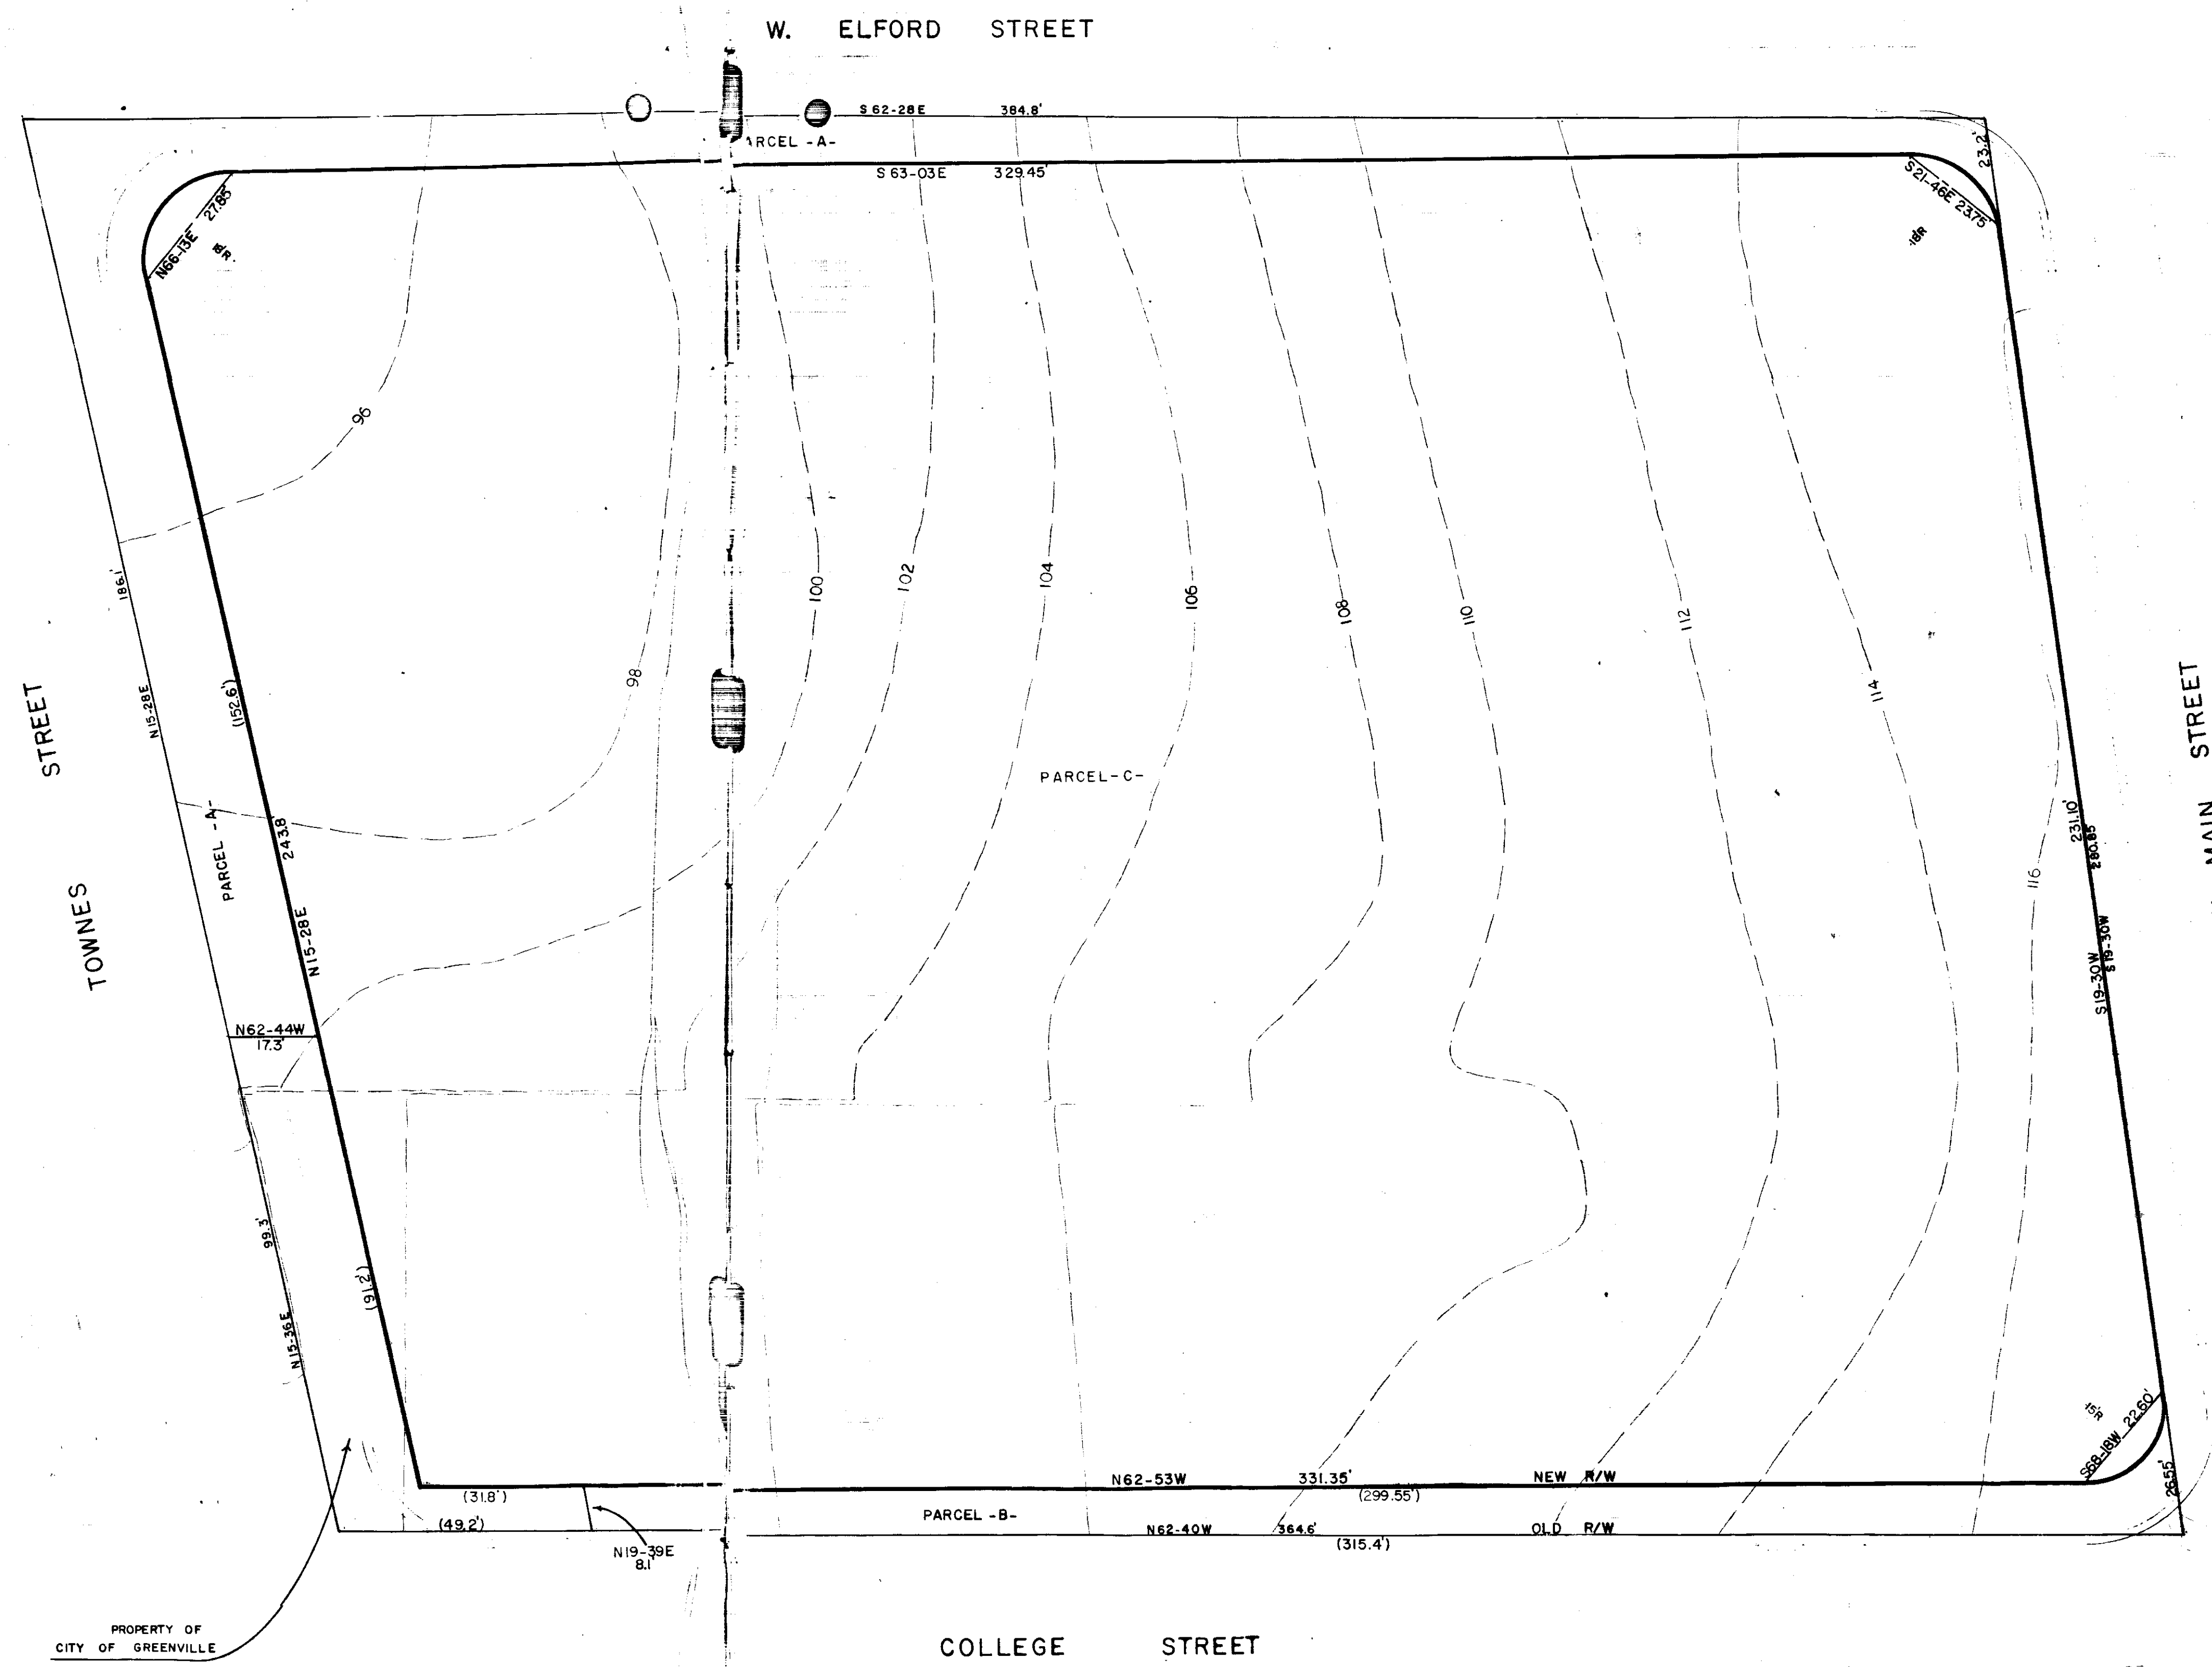 W. ELFORD STREET
S 62-28E 384.8'
ARCEL -A-
S 63-03E 329.45'
23.2'
S 21-46E 23.75'
18'R
N66-13E 27.85'
96
186.1'
N15-28E
(152.6')
243.8'
N15-28E
PARCEL -A-
TOWNES STREET
98
100
102
104
106
108
110
112
114
116
PARCEL -C-
231.10'
280.85'
S19-30W
S19-30W
MAIN STREET
N62-44W
17.3'
99.3'
N15-36E
(91.2')
15'R
S68-18W 22.60'
26.55'
N62-53W 331.35' NEW R/W
(31.8') (299.55')
PARCEL -B-
(49.2')
N62-40W 364.6' OLD R/W
(315.4')
N19-39E
8.1'
PROPERTY OF
CITY OF GREENVILLE
COLLEGE STREET